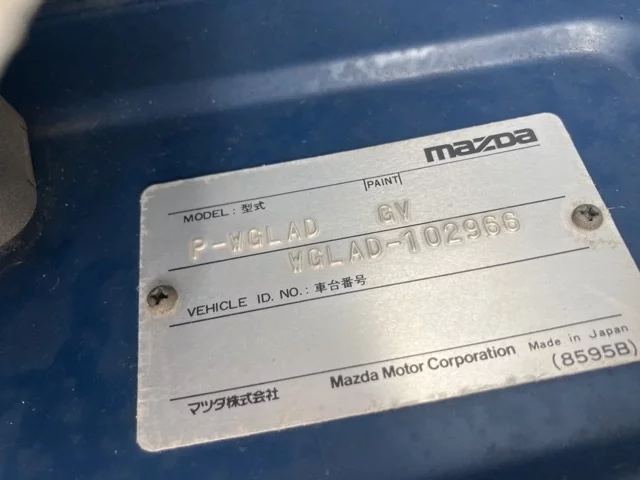 mazda
MODEL : 型式 PAINT
P-WGLAD GV
WGLAD-102966
VEHICLE ID. NO. : 車台番号
マツダ株式会社 Mazda Motor Corporation Made in Japan
(8595B)